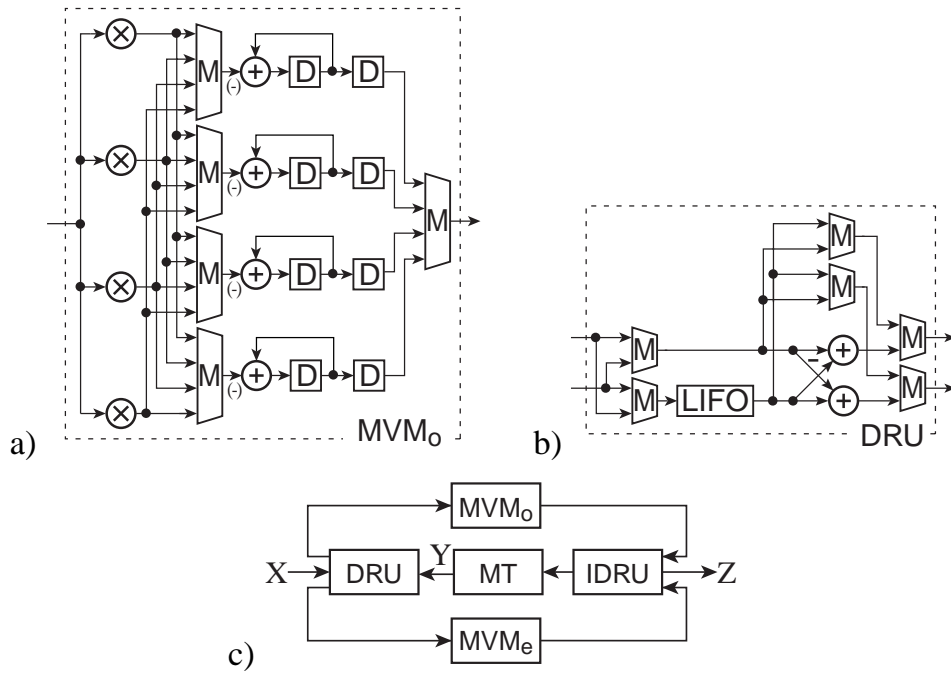 M (-) + D D
M (-) + D D
M
M (-) + D D
M (-) + D D
a) MVMo
M
M
M M
- +
M LIFO + M
b) DRU
MVMo
X DRU Y MT IDRU Z
MVMe
c)